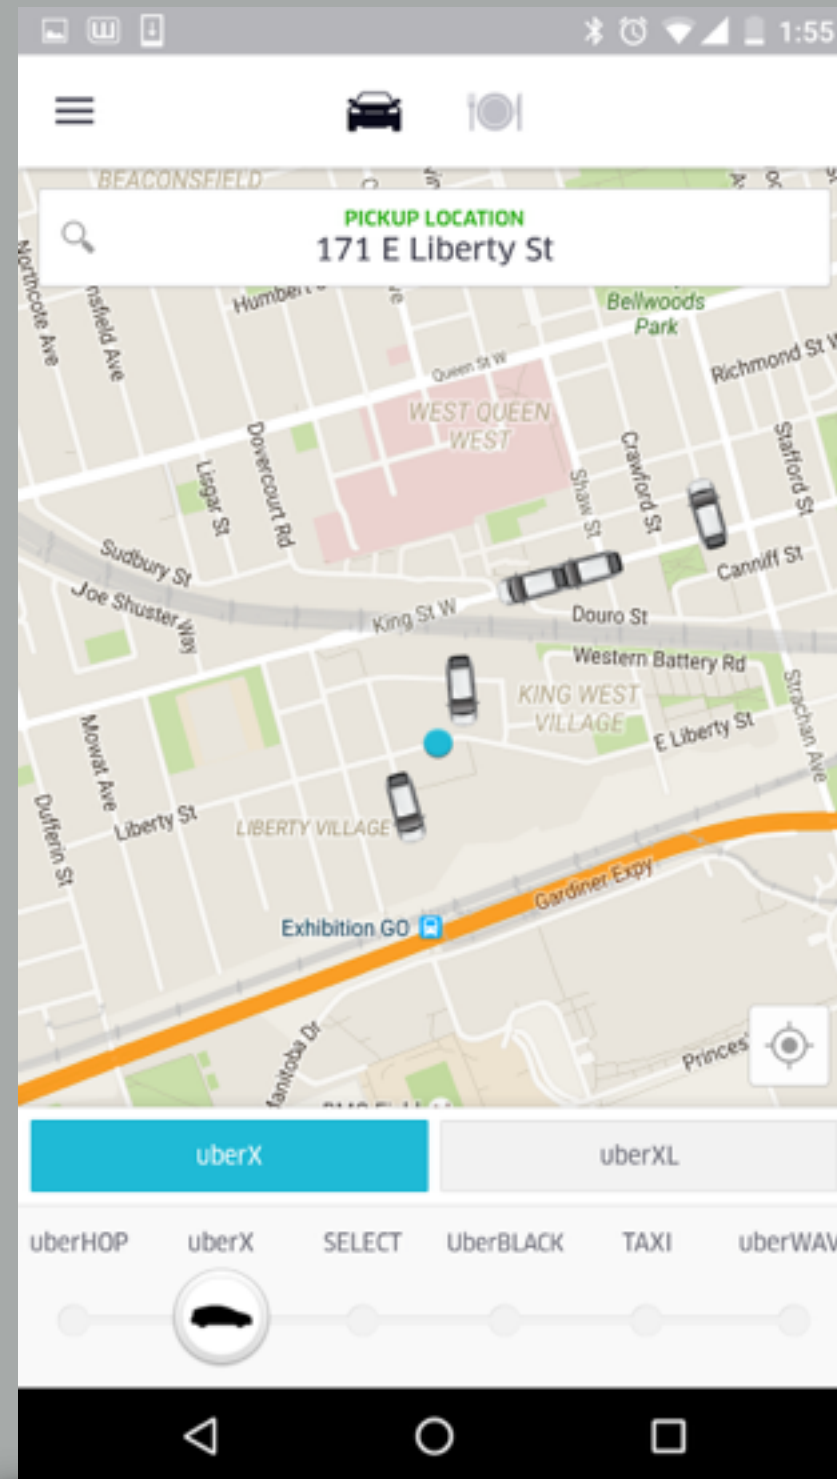 1:55
BEACONSFIELD
PICKUP LOCATION
171 E Liberty St
Northcote Ave
nsfield Ave
Humbert
Bellwoods
Park
Queen St W
Richmond St W
WEST QUEEN
WEST
Dovercourt Rd
Lisgar St
Shaw St
Crawford St
Stafford St
Sudbury St
Canniff St
Joe Shuster Way
King St W
Douro St
Western Battery Rd
KING WEST
VILLAGE
E Liberty St
Strachan Ave
Mowat Ave
Dufferin St
Liberty St
LIBERTY VILLAGE
Gardiner Expy
Exhibition GO
Manitoba Dr
Princes'
uberX
uberXL
uberHOP
uberX
SELECT
UberBLACK
TAXI
uberWAV